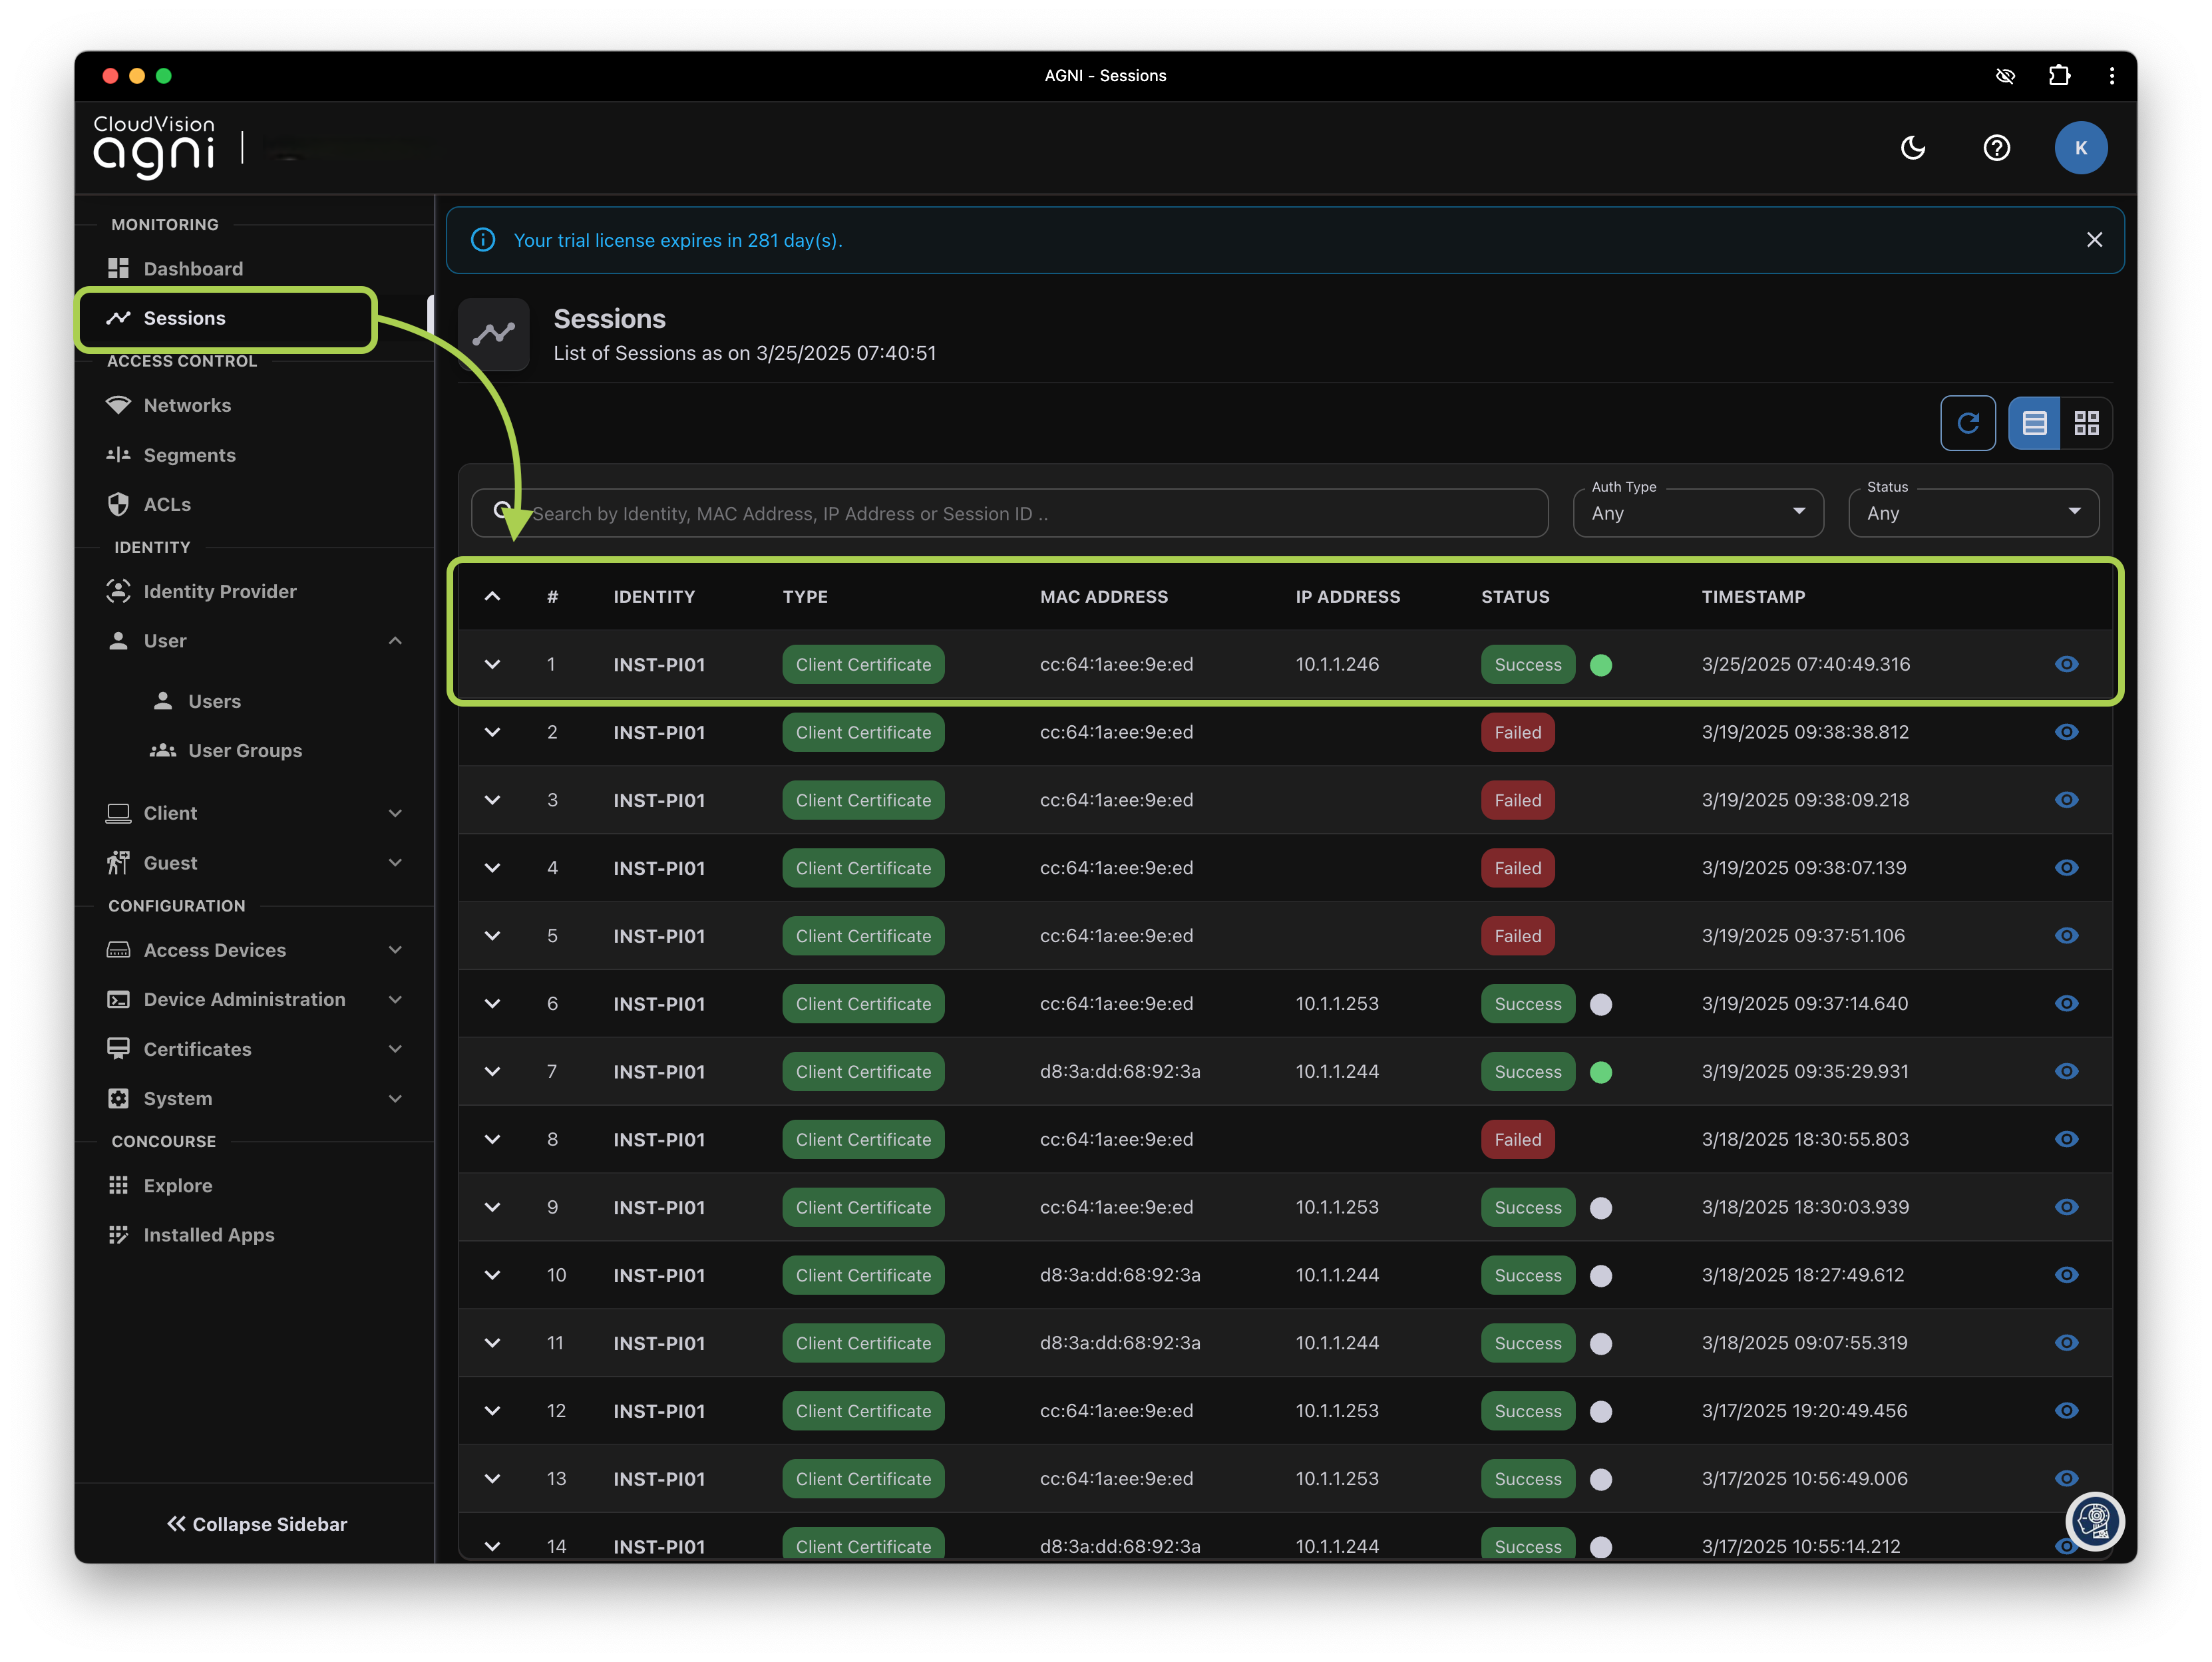 AGNI - Sessions
CloudVision
agni
K
MONITORING
Dashboard
Sessions
ACCESS CONTROL
Networks
Segments
ACLs
IDENTITY
Identity Provider
User
Users
User Groups
Client
Guest
CONFIGURATION
Access Devices
Device Administration
Certificates
System
CONCOURSE
Explore
Installed Apps
Collapse Sidebar
Your trial license expires in 281 day(s).
Sessions
List of Sessions as on 3/25/2025 07:40:51
Search by Identity, MAC Address, IP Address or Session ID ..
Auth Type
Any
Status
Any
# IDENTITY TYPE MAC ADDRESS IP ADDRESS STATUS TIMESTAMP
1 INST-PI01 Client Certificate cc:64:1a:ee:9e:ed 10.1.1.246 Success 3/25/2025 07:40:49.316
2 INST-PI01 Client Certificate cc:64:1a:ee:9e:ed Failed 3/19/2025 09:38:38.812
3 INST-PI01 Client Certificate cc:64:1a:ee:9e:ed Failed 3/19/2025 09:38:09.218
4 INST-PI01 Client Certificate cc:64:1a:ee:9e:ed Failed 3/19/2025 09:38:07.139
5 INST-PI01 Client Certificate cc:64:1a:ee:9e:ed Failed 3/19/2025 09:37:51.106
6 INST-PI01 Client Certificate cc:64:1a:ee:9e:ed 10.1.1.253 Success 3/19/2025 09:37:14.640
7 INST-PI01 Client Certificate d8:3a:dd:68:92:3a 10.1.1.244 Success 3/19/2025 09:35:29.931
8 INST-PI01 Client Certificate cc:64:1a:ee:9e:ed Failed 3/18/2025 18:30:55.803
9 INST-PI01 Client Certificate cc:64:1a:ee:9e:ed 10.1.1.253 Success 3/18/2025 18:30:03.939
10 INST-PI01 Client Certificate d8:3a:dd:68:92:3a 10.1.1.244 Success 3/18/2025 18:27:49.612
11 INST-PI01 Client Certificate d8:3a:dd:68:92:3a 10.1.1.244 Success 3/18/2025 09:07:55.319
12 INST-PI01 Client Certificate cc:64:1a:ee:9e:ed 10.1.1.253 Success 3/17/2025 19:20:49.456
13 INST-PI01 Client Certificate cc:64:1a:ee:9e:ed 10.1.1.253 Success 3/17/2025 10:56:49.006
14 INST-PI01 Client Certificate d8:3a:dd:68:92:3a 10.1.1.244 Success 3/17/2025 10:55:14.212